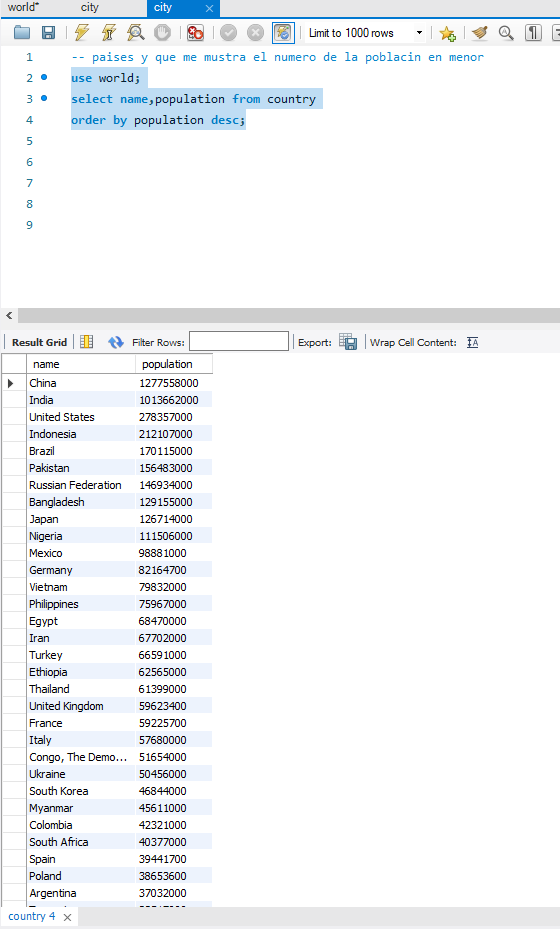 world* city city
Limit to 1000 rows
1 -- paises y que me mustra el numero de la poblacin en menor
2 use world;
3 select name,population from country
4 order by population desc;
5
6
7
8
9
Result Grid Filter Rows: Export: Wrap Cell Content:
name population
China 1277558000
India 1013662000
United States 278357000
Indonesia 212107000
Brazil 170115000
Pakistan 156483000
Russian Federation 146934000
Bangladesh 129155000
Japan 126714000
Nigeria 111506000
Mexico 98881000
Germany 82164700
Vietnam 79832000
Philippines 75967000
Egypt 68470000
Iran 67702000
Turkey 66591000
Ethiopia 62565000
Thailand 61399000
United Kingdom 59623400
France 59225700
Italy 57680000
Congo, The Demo... 51654000
Ukraine 50456000
South Korea 46844000
Myanmar 45611000
Colombia 42321000
South Africa 40377000
Spain 39441700
Poland 38653600
Argentina 37032000
country 4